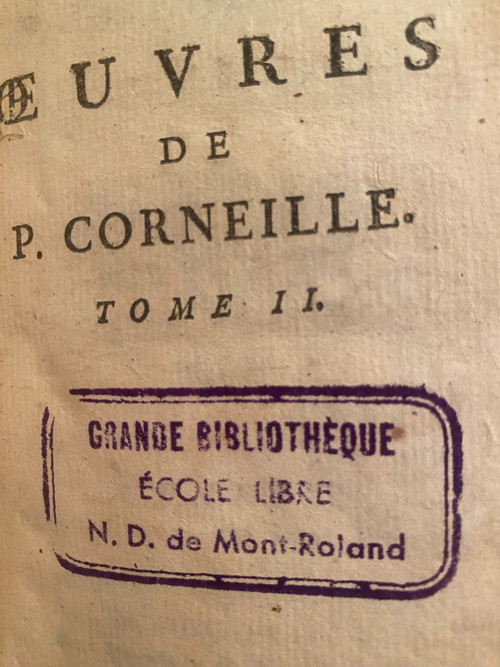 ŒUVRES
DE
P. CORNEILLE.
TOME II.
GRANDE BIBLIOTHÈQUE
ÉCOLE LIBRE
N. D. de Mont-Roland